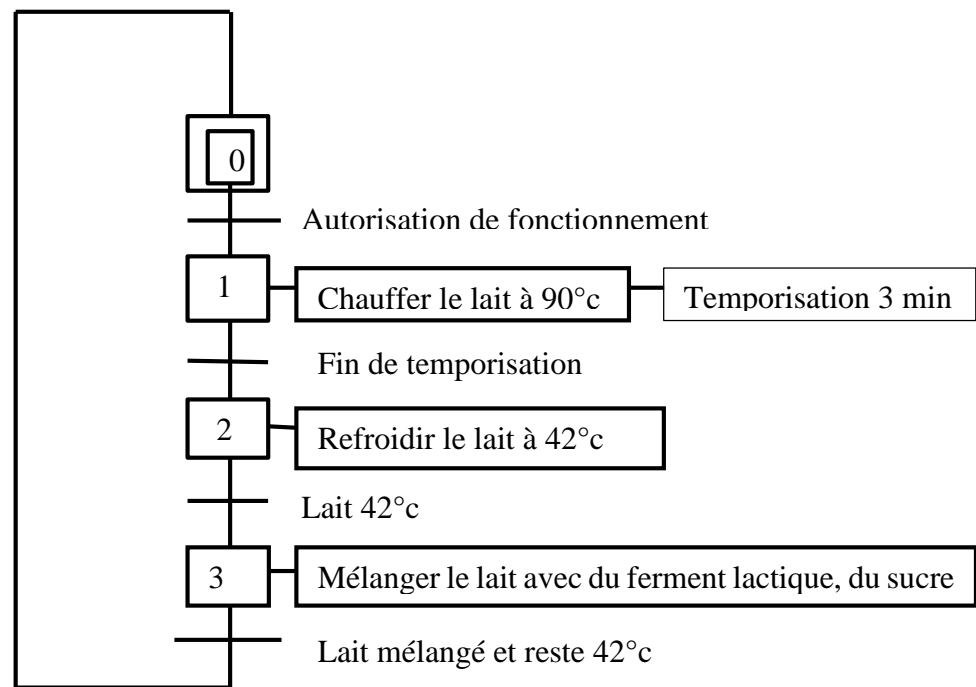 0
Autorisation de fonctionnement
1
Chauffer le lait à 90°c
Temporisation 3 min
Fin de temporisation
2
Refroidir le lait à 42°c
Lait 42°c
3
Mélanger le lait avec du ferment lactique, du sucre
Lait mélangé et reste 42°c